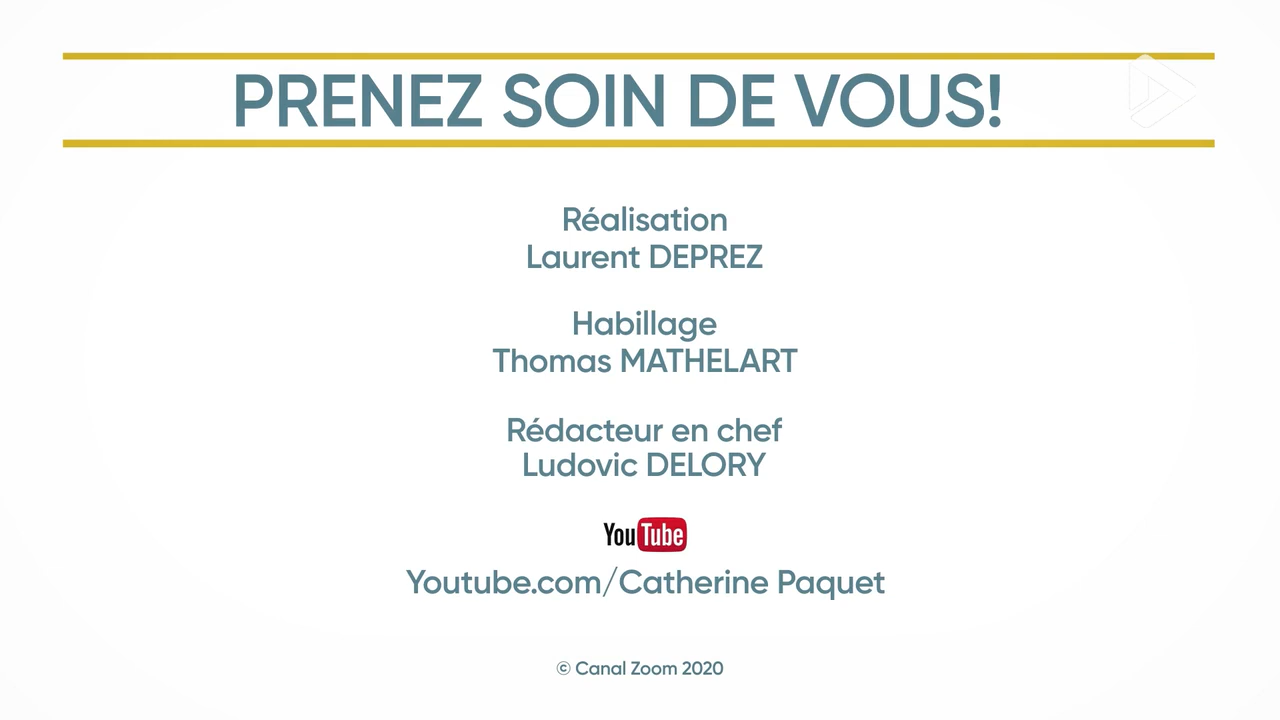 PRENEZ SOIN DE VOUS!
Réalisation
Laurent DEPREZ
Habillage
Thomas MATHELART
Rédacteur en chef
Ludovic DELORY
YouTube
Youtube.com/Catherine Paquet
© Canal Zoom 2020